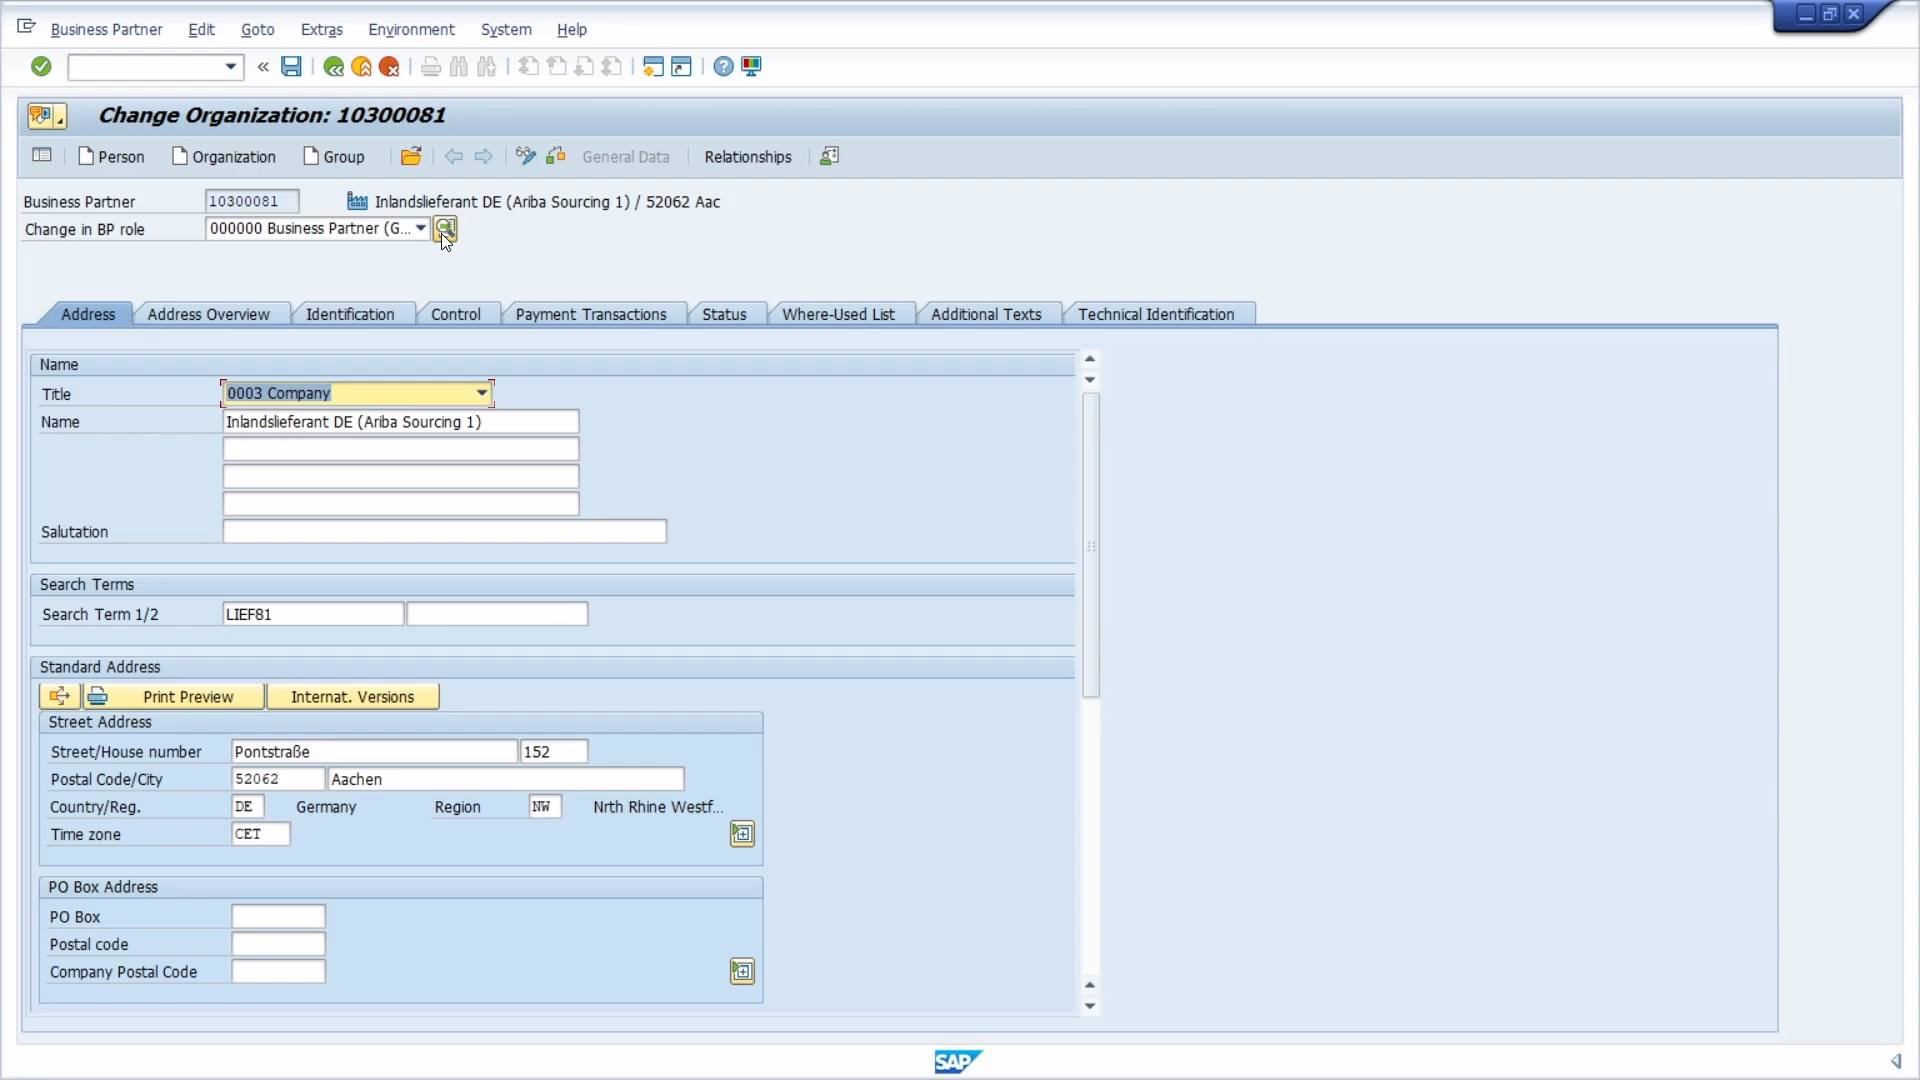 Business Partner Edit Goto Extras Environment System Help
Change Organization: 10300081
Person Organization Group General Data Relationships
Business Partner 10300081 Inlandslieferant DE (Ariba Sourcing 1) / 52062 Aac
Change in BP role 000000 Business Partner (G...
Address Address Overview Identification Control Payment Transactions Status Where-Used List Additional Texts Technical Identification
Name
Title 0003 Company
Name Inlandslieferant DE (Ariba Sourcing 1)
Salutation
Search Terms
Search Term 1/2 LIEF81
Standard Address
Print Preview Internat. Versions
Street Address
Street/House number Pontstraße 152
Postal Code/City 52062 Aachen
Country/Reg. DE Germany Region NW Nrth Rhine Westf...
Time zone CET
PO Box Address
PO Box
Postal code
Company Postal Code
SAP